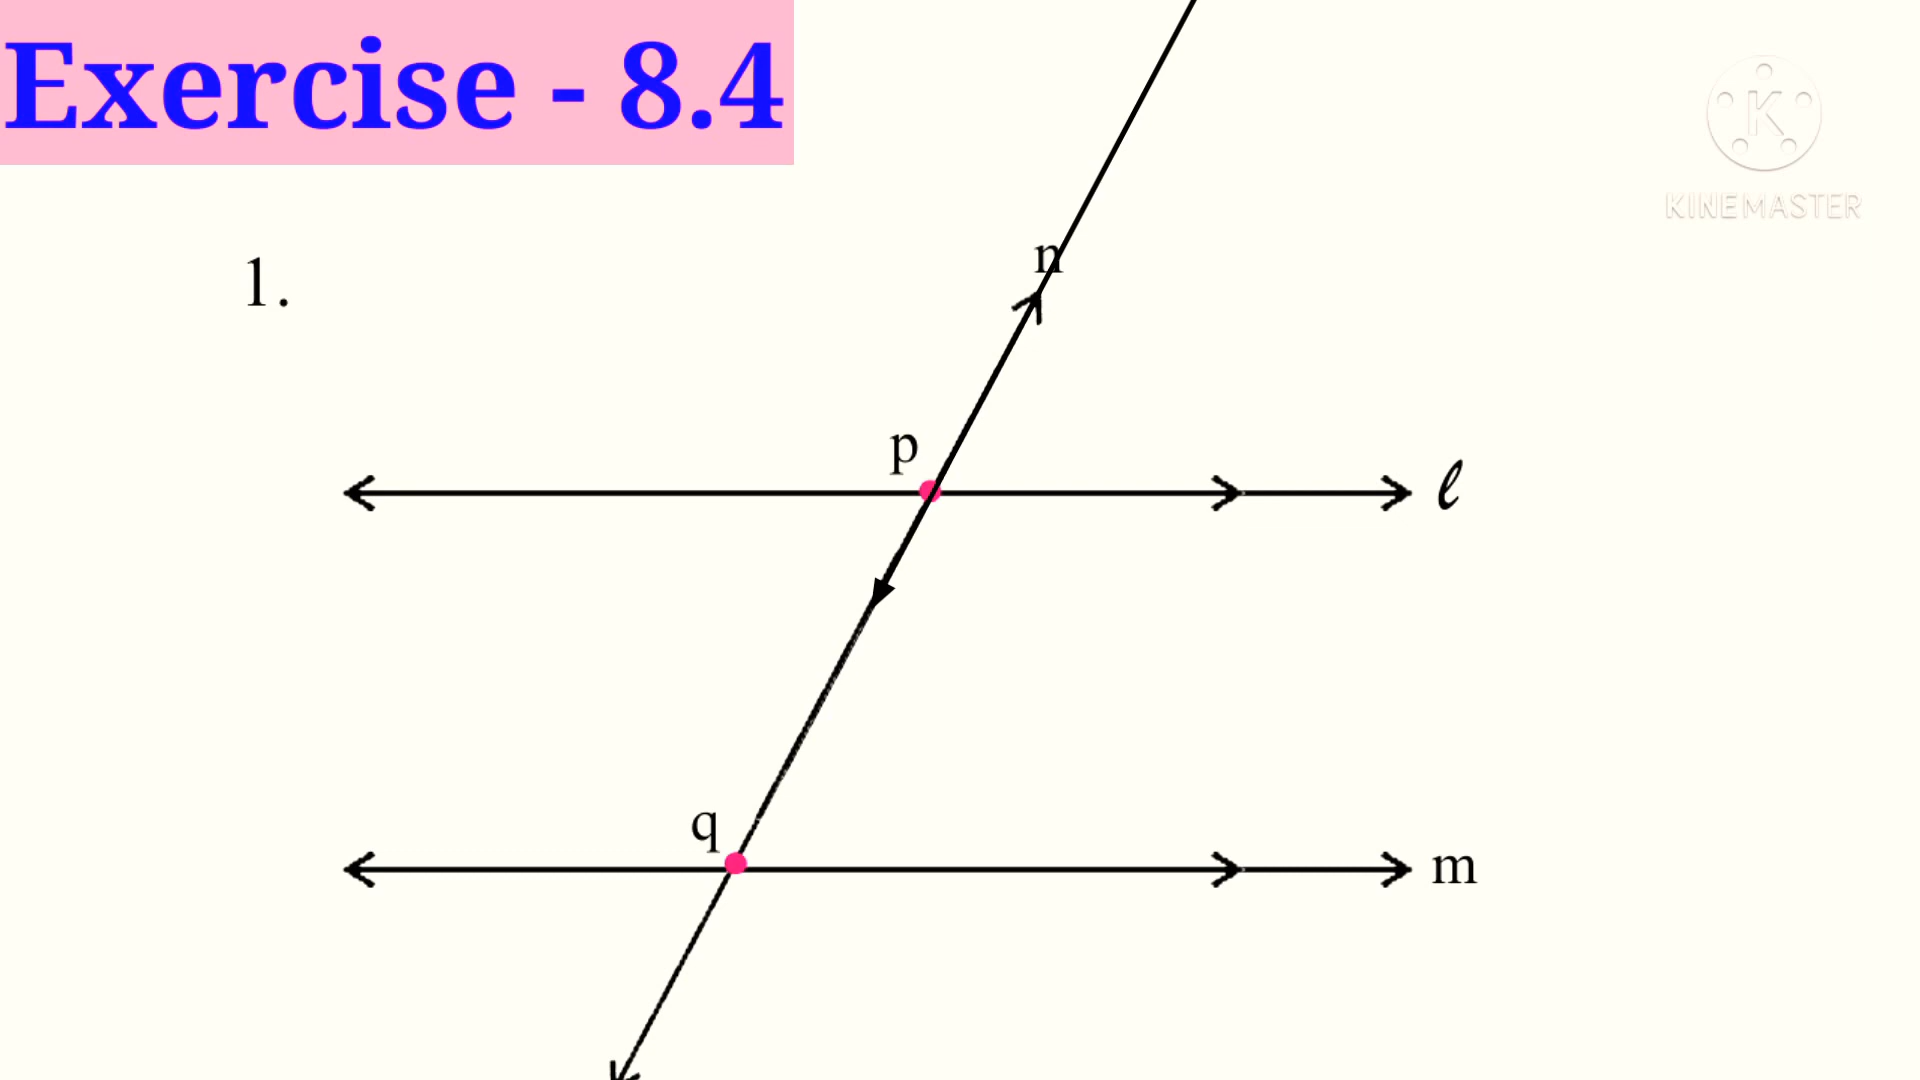 Exercise - 8.4
K
KINEMASTER
1.
n
p
ℓ
q
m